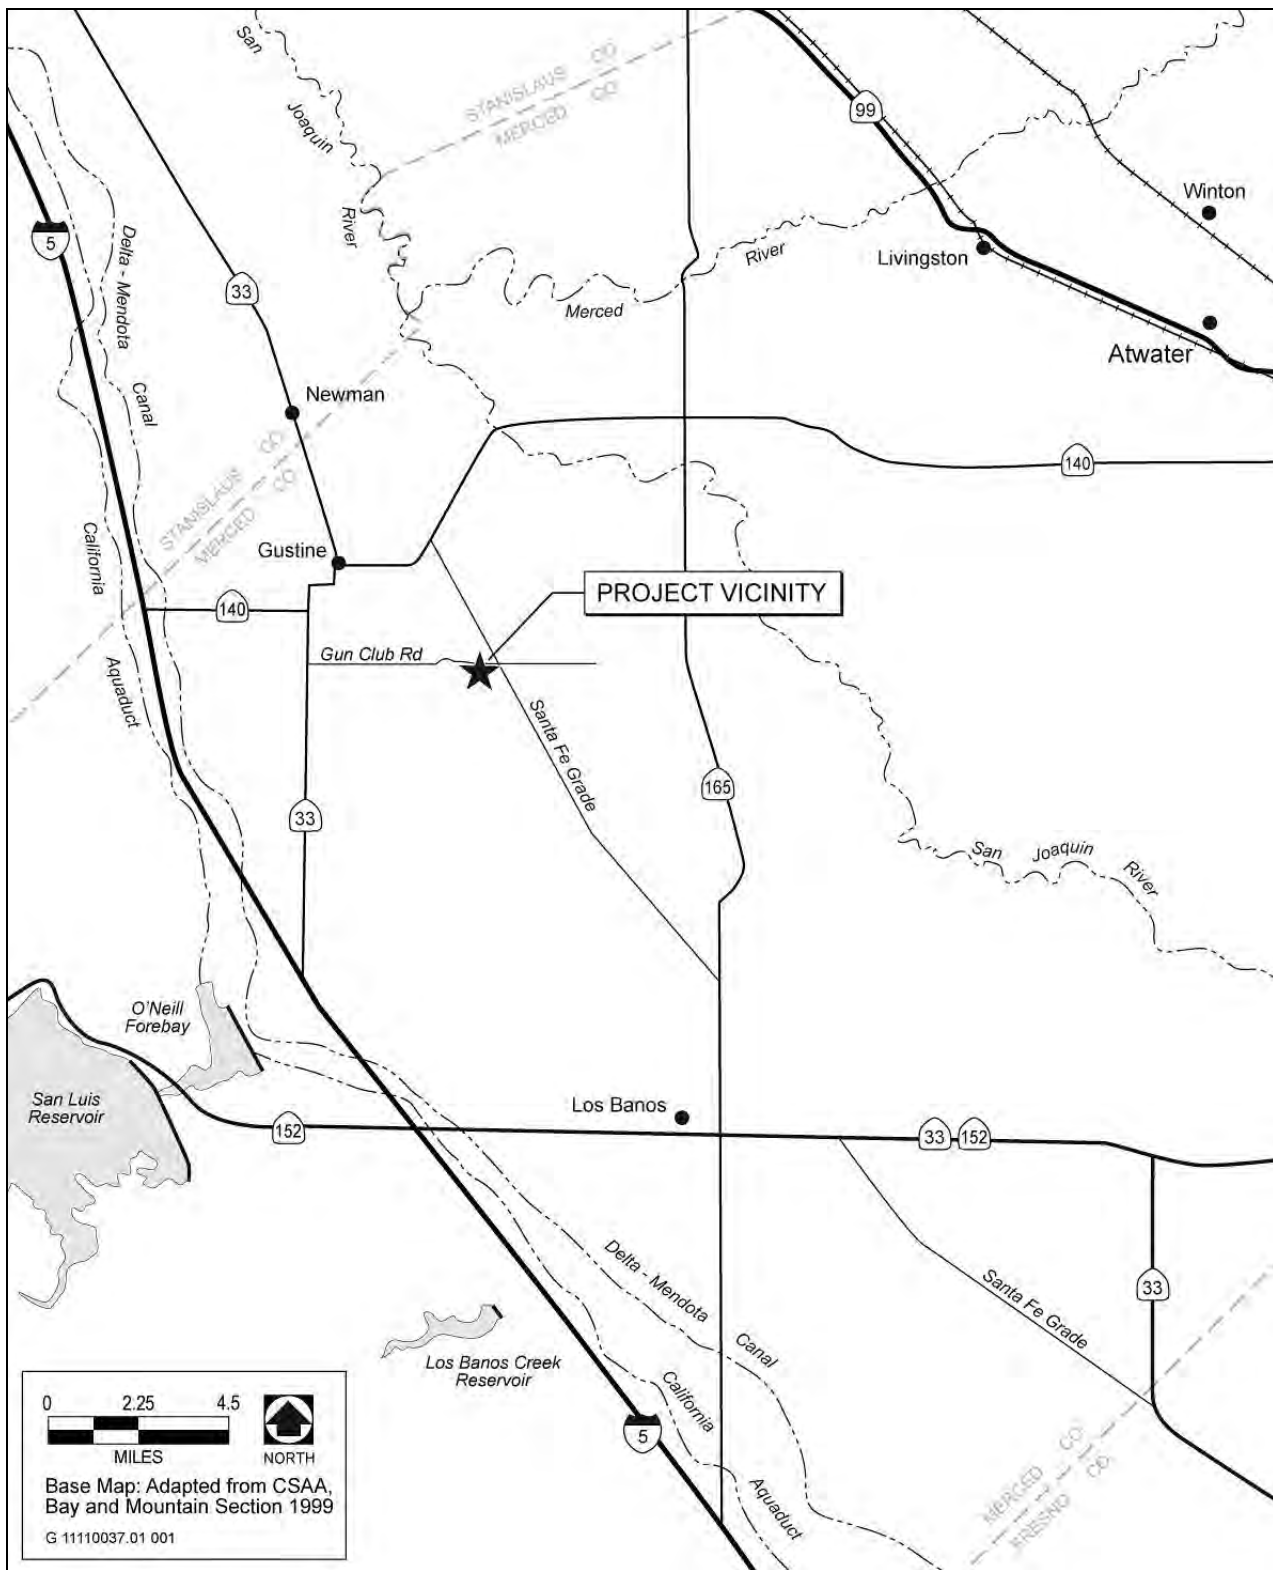 San
Joaquin
River
STANISLAUS CO
MERCED CO
99
Winton
5
Delta - Mendota
Canal
33
River
Livingston
Merced
Atwater
Newman
140
STANISLAUS CO
MERCED CO
California
Aquaduct
Gustine
140
PROJECT VICINITY
Gun Club Rd
Santa Fe Grade
165
33
San Joaquin River
O'Neill
Forebay
San Luis
Reservoir
Los Banos
152
33 152
Delta - Mendota
Canal
Santa Fe Grade
33
Los Banos Creek
Reservoir
California
Aquaduct
5
MERCED CO
FRESNO CO
0 2.25 4.5
MILES
NORTH
Base Map: Adapted from CSAA,
Bay and Mountain Section 1999
G 11110037.01 001